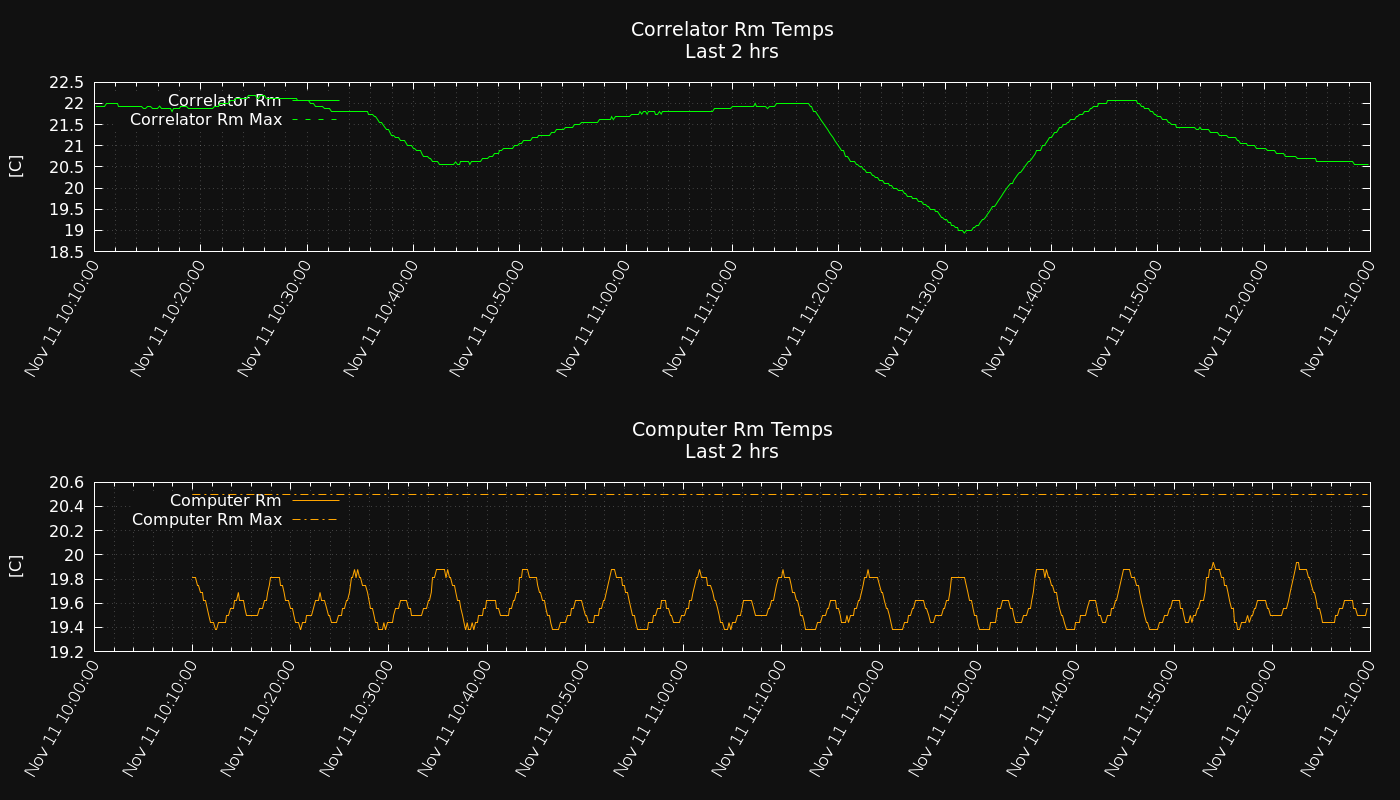 Correlator Rm Temps
Last 2 hrs
22.5
22
21.5
21
20.5
20
19.5
19
18.5
[C]
Correlator Rm
Correlator Rm Max
Nov 11 10:10:00
Nov 11 10:20:00
Nov 11 10:30:00
Nov 11 10:40:00
Nov 11 10:50:00
Nov 11 11:00:00
Nov 11 11:10:00
Nov 11 11:20:00
Nov 11 11:30:00
Nov 11 11:40:00
Nov 11 11:50:00
Nov 11 12:00:00
Nov 11 12:10:00
Computer Rm Temps
Last 2 hrs
20.6
20.4
20.2
20
19.8
19.6
19.4
19.2
[C]
Computer Rm
Computer Rm Max
Nov 11 10:00:00
Nov 11 10:10:00
Nov 11 10:20:00
Nov 11 10:30:00
Nov 11 10:40:00
Nov 11 10:50:00
Nov 11 11:00:00
Nov 11 11:10:00
Nov 11 11:20:00
Nov 11 11:30:00
Nov 11 11:40:00
Nov 11 11:50:00
Nov 11 12:00:00
Nov 11 12:10:00